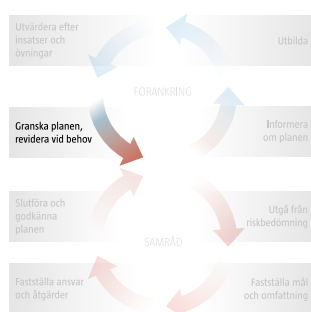 Utvärdera efter
insatser och
övningar
Utbilda
FÖRANKRING
Granska planen,
revidera vid behov
Informera
om planen
Slutföra och
godkänna
planen
Utgå från
riskbedömning
SAMRÅD
Fastställa ansvar
och åtgärder
Fastställa mål
och omfattning